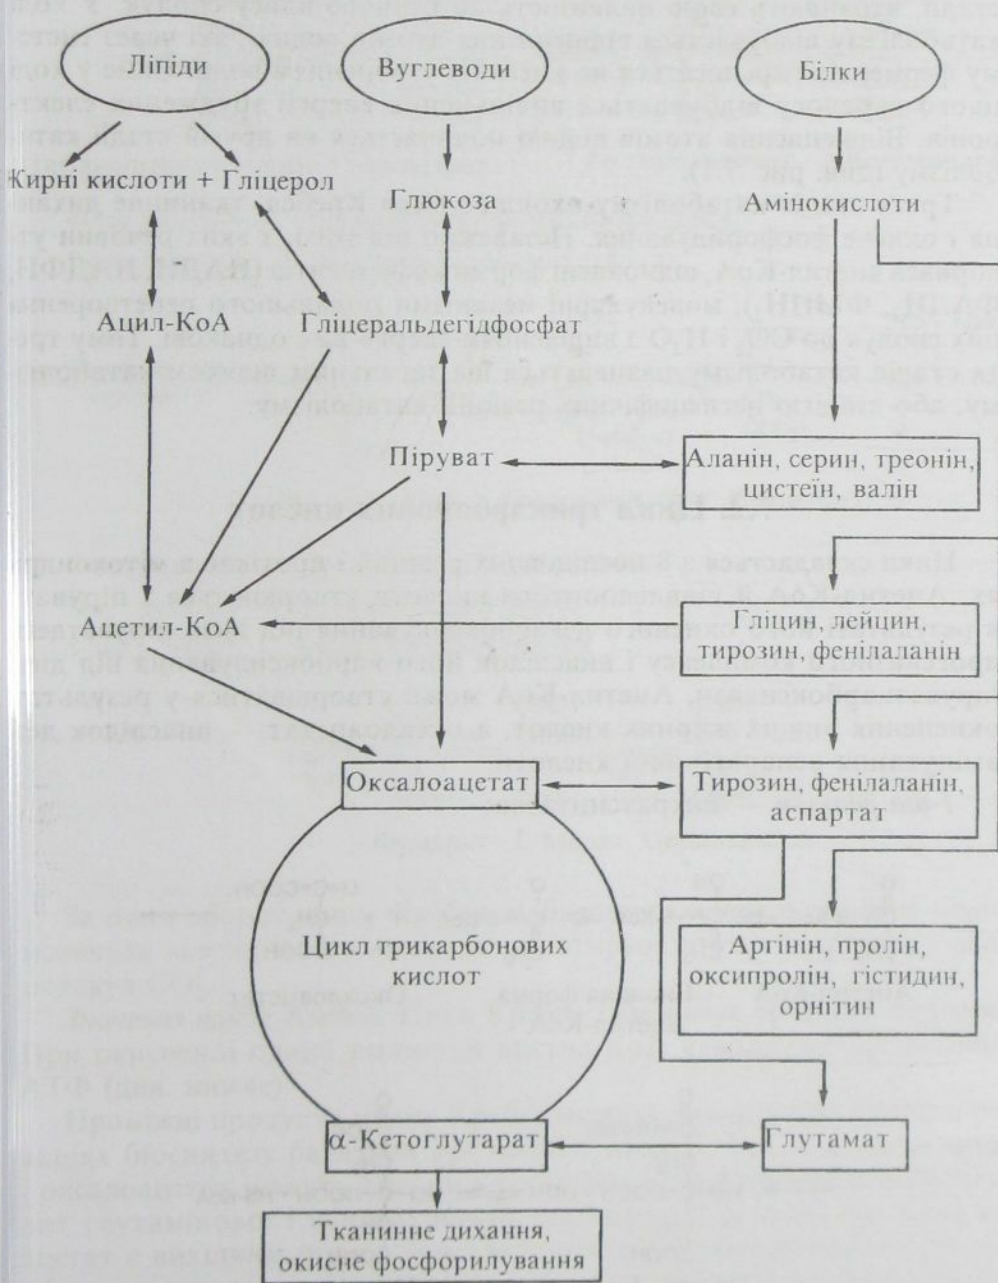 Ліпіди
Вуглеводи
Білки
Жирні кислоти + Гліцерол
Глюкоза
Амінокислоти
Ацил-КоА
Гліцеральдегідфосфат
Піруват
Аланін, серин, треонін,
цистеїн, валін
Ацетил-КоА
Гліцин, лейцин,
тирозин, фенілаланін
Оксалоацетат
Тирозин, фенілаланін,
аспартат
Цикл трикарбонових
кислот
Аргінін, пролін,
оксипролін, гістидин,
орнітин
α-Кетоглутарат
Глутамат
Тканинне дихання,
окисне фосфорилування